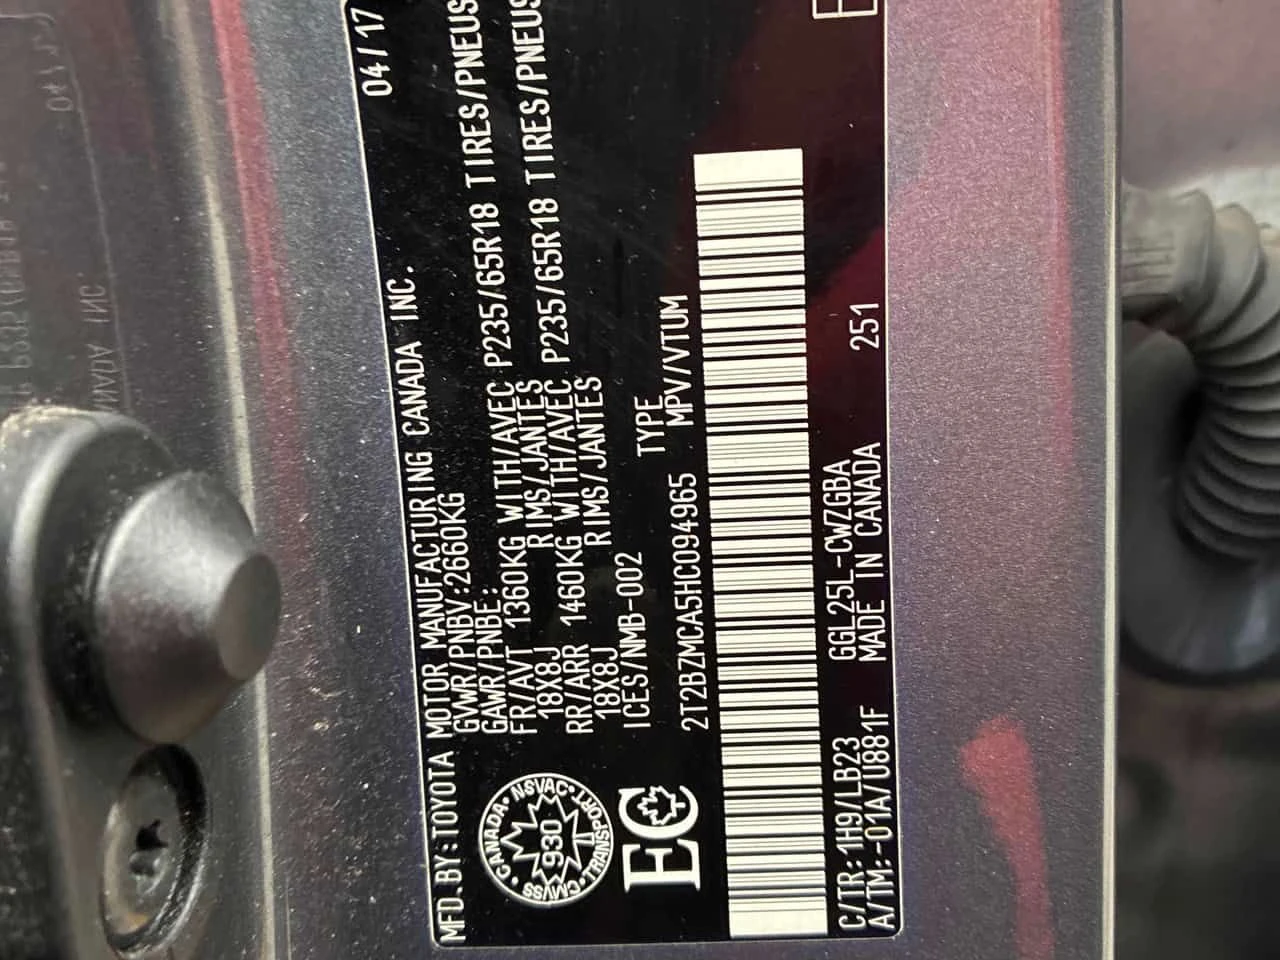 MFD.BY:TOYOTA MOTOR MANUFACTURING CANADA INC. 04/17
GVWR/PNBV:2660KG
GAWR/PNBE:
FR/AVT 1360KG WITH/AVEC P235/65R18 TIRES/PNEUS
18X8J RIMS/JANTES
RR/ARR 1460KG WITH/AVEC P235/65R18 TIRES/PNEUS
18X8J RIMS/JANTES
ICES/NMB-002 TYPE
2T2BZMCA5HC094965 MPV/VTUM
CANADA • NSVAC • TRANSPORT • CMVSS •
930
EC
C/TR:1H9/LB23 GGL25L-CWZGBA
A/TM:-01A/U881F MADE IN CANADA 251